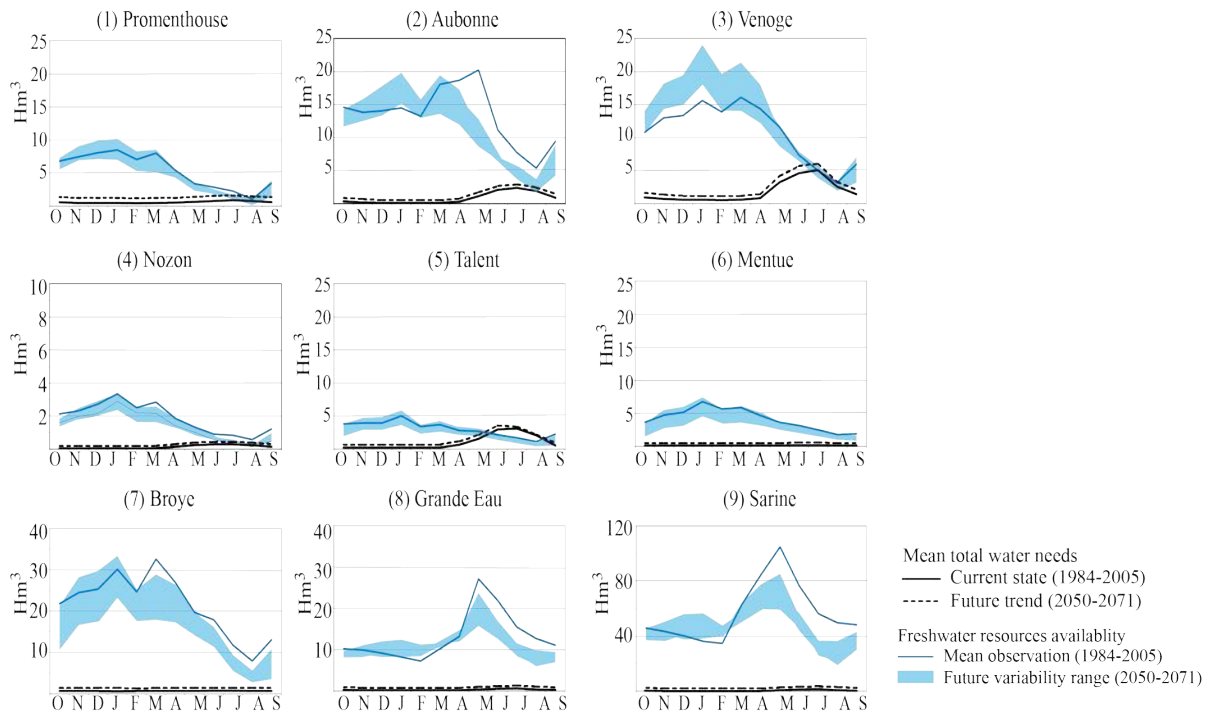 (1) Promenthouse
(2) Aubonne
(3) Venoge
Hm³
25
20
15
10
5
O N D J F M A M J J A S
Hm³
25
20
15
10
5
O N D J F M A M J J A S
Hm³
25
20
15
10
5
O N D J F M A M J J A S
(4) Nozon
(5) Talent
(6) Mentue
Hm³
10
8
6
4
2
O N D J F M A M J J A S
Hm³
25
20
15
10
5
O N D J F M A M J J A S
Hm³
25
20
15
10
5
O N D J F M A M J J A S
(7) Broye
(8) Grande Eau
(9) Sarine
Hm³
40
30
20
10
O N D J F M A M J J A S
Hm³
40
30
20
10
O N D J F M A M J J A S
Hm³
120
80
40
O N D J F M A M J J A S
Mean total water needs
Current state (1984-2005)
Future trend (2050-2071)
Freshwater resources availablity
Mean observation (1984-2005)
Future variability range (2050-2071)